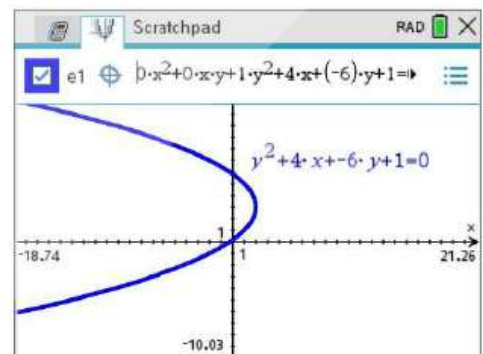 Scratchpad RAD
e1 0·x²+0·x·y+1·y²+4·x+(-6)·y+1=
y²+4·x+-6·y+1=0
x
1
-18.74 1 21.26
-10.03